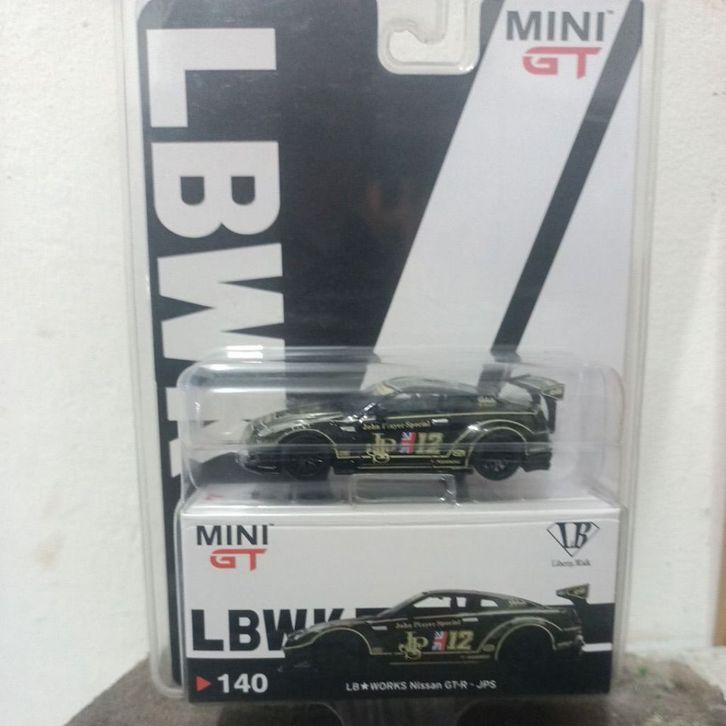 MINI
GT
LBWK
John Player Special
JPS
12
MINI
GT
LB
Liberty Walk
LBWK
John Player Special
JPS
12
140
LB★WORKS Nissan GT-R - JPS